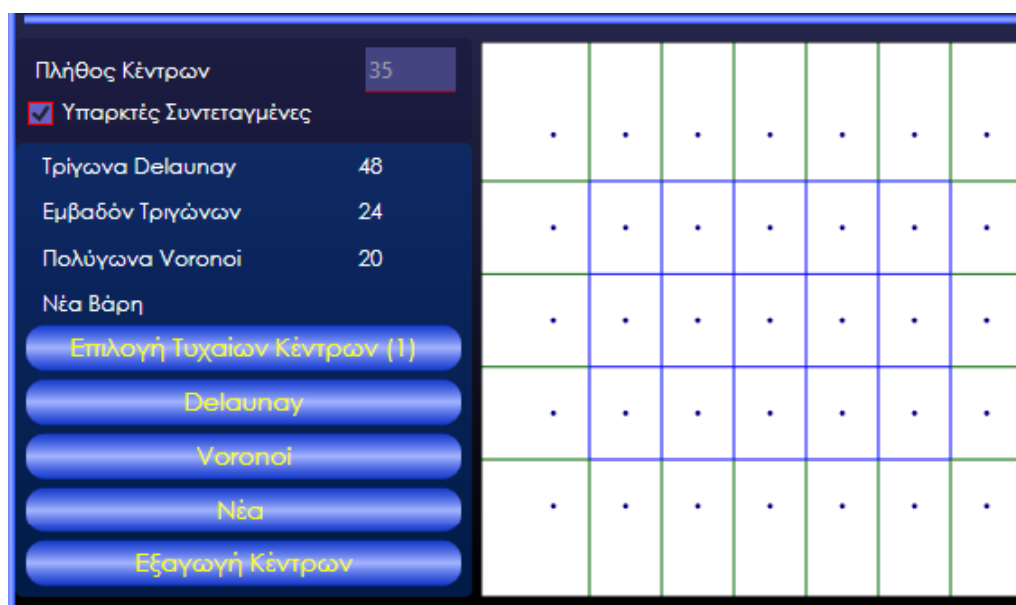 Πλήθος Κέντρων 35
Υπαρκτές Συντεταγμένες
Τρίγωνα Delaunay 48
Εμβαδόν Τριγώνων 24
Πολύγωνα Voronoi 20
Νέα Βάρη
Επιλογή Τυχαίων Κέντρων (1)
Delaunay
Voronoi
Νέα
Εξαγωγή Κέντρων